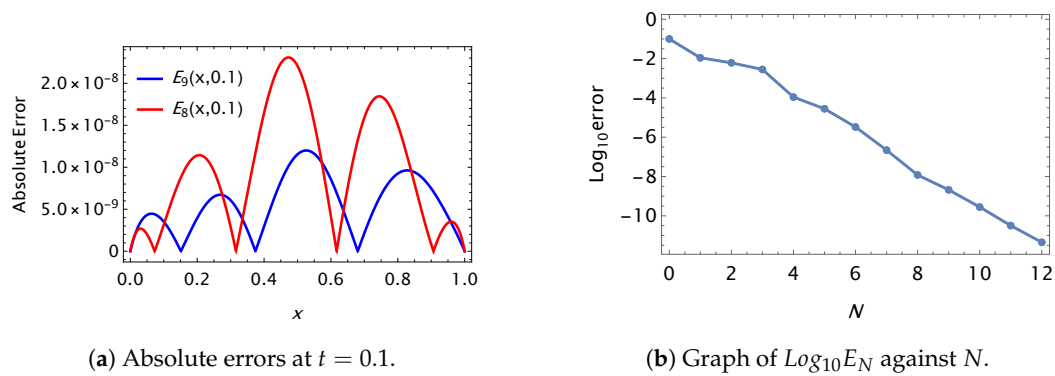 Absolute Error
2.0×10⁻⁸
1.5×10⁻⁸
1.0×10⁻⁸
5.0×10⁻⁹
0
E₉(x,0.1)
E₈(x,0.1)
0.0 0.2 0.4 0.6 0.8 1.0
x
(a) Absolute errors at t = 0.1.
Log₁₀error
0
-2
-4
-6
-8
-10
0 2 4 6 8 10 12
N
(b) Graph of Log₁₀E_N against N.